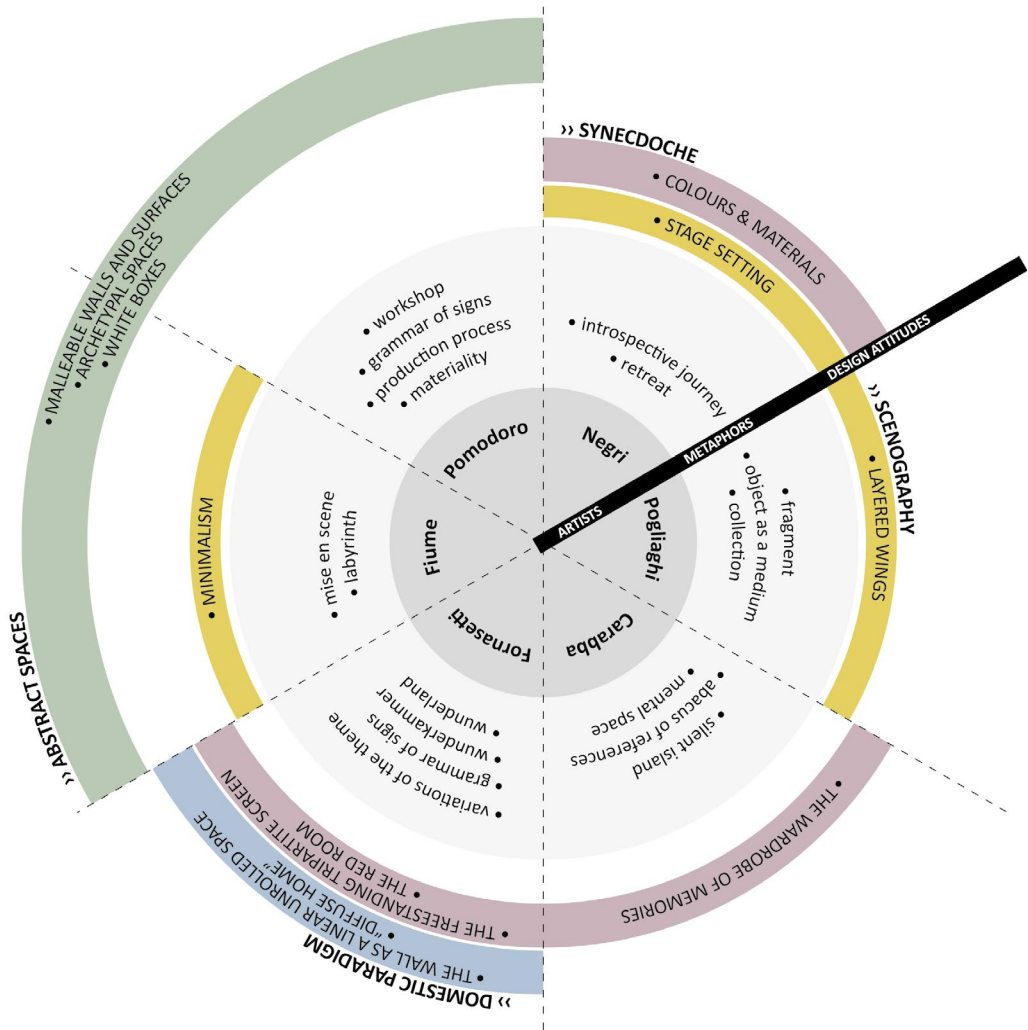 ›› SYNECDOCHE
• COLOURS & MATERIALS
• STAGE SETTING
• introspective journey
• retreat
Negri
ARTISTS
METAPHORS
DESIGN ATTITUDES
›› SCENOGRAPHY
• LAYERED WINGS
• fragment
• object as a medium
• collection
Pogliaghi
Carabba
• mental space
• abacus of references
• silent island
• THE WARDROBE OF MEMORIES
Fornasetti
• wunderland
• wunderkammer
• grammar of signs
• variations of the theme
• THE RED ROOM
• THE FREESTANDING TRIPARTITE SCREEN
• "DIFFUSE HOME"
• THE WALL AS A LINEAR UNROLLED SPACE
›› DOMESTIC PARADIGM
Fiume
• mise en scene
• labyrinth
• MINIMALISM
›› ABSTRACT SPACES
• MALLEABLE WALLS AND SURFACES
• ARCHETYPAL SPACES
• WHITE BOXES
Pomodoro
• workshop
• grammar of signs
• production process
• materiality